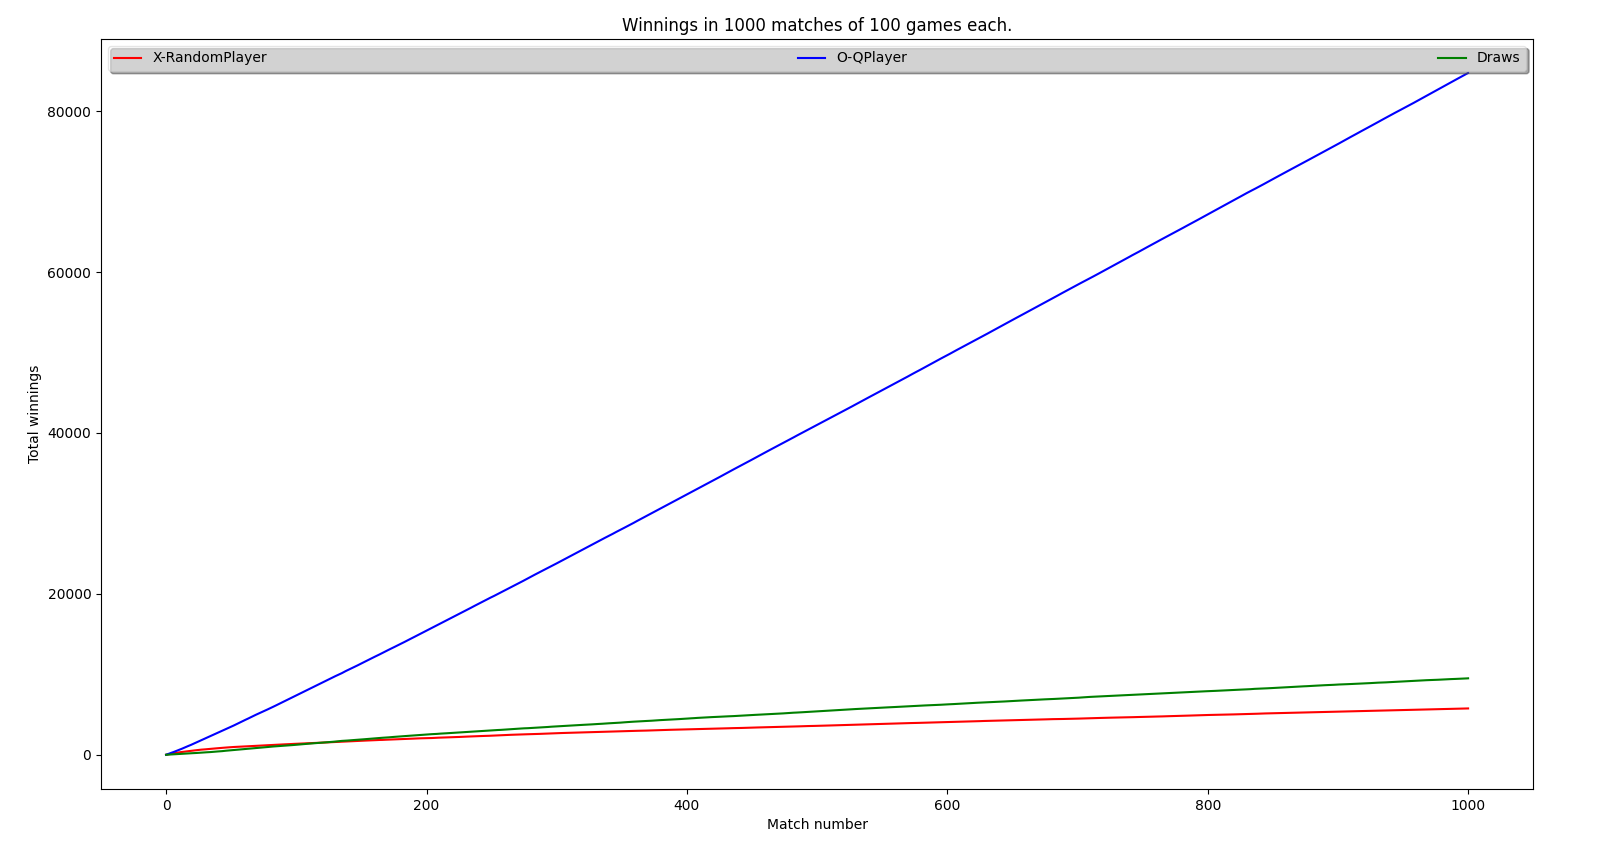 Winnings in 1000 matches of 100 games each.
X-RandomPlayer O-QPlayer Draws
80000
60000
40000
20000
0
Total winnings
0 200 400 600 800 1000
Match number